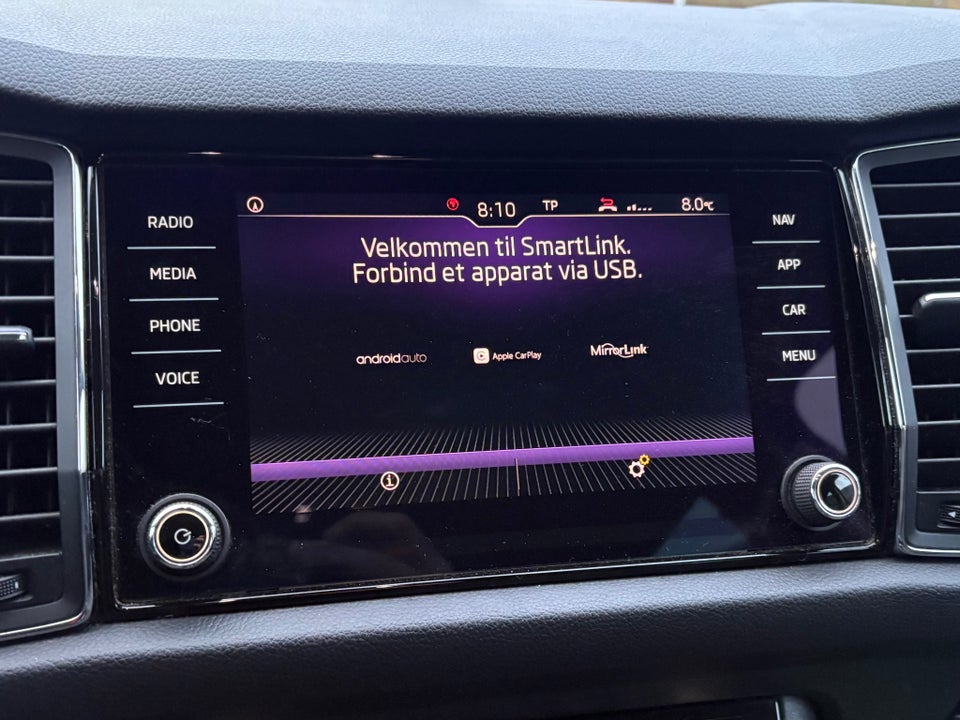 8:10 TP 8.0°C
RADIO
MEDIA
PHONE
VOICE
Velkommen til SmartLink.
Forbind et apparat via USB.
androidauto Apple CarPlay MirrorLink
NAV
APP
CAR
MENU